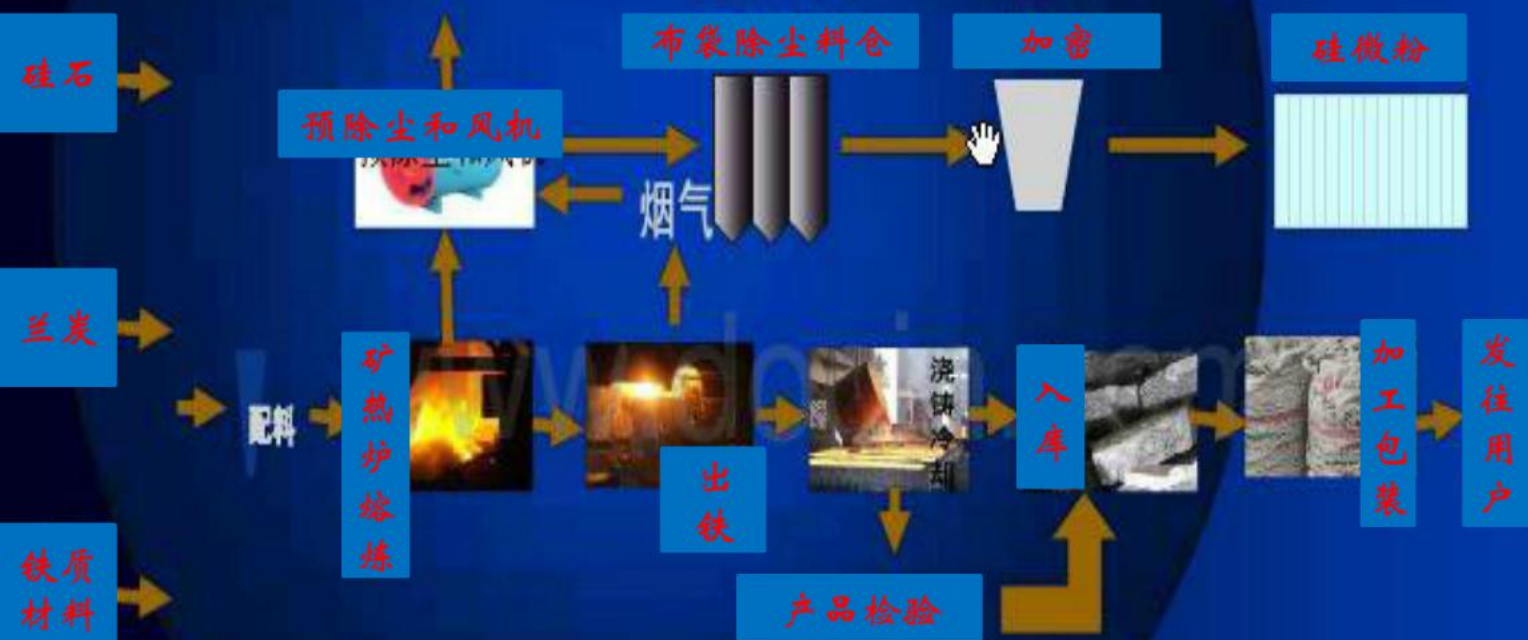 硅石
布袋除尘料仓
加密
硅微粉
预除尘和风机
烟气
兰炭
配料
矿热炉熔炼
出铁
浇铸冷却
入库
加工包装
发往用户
铁质材料
产品检验